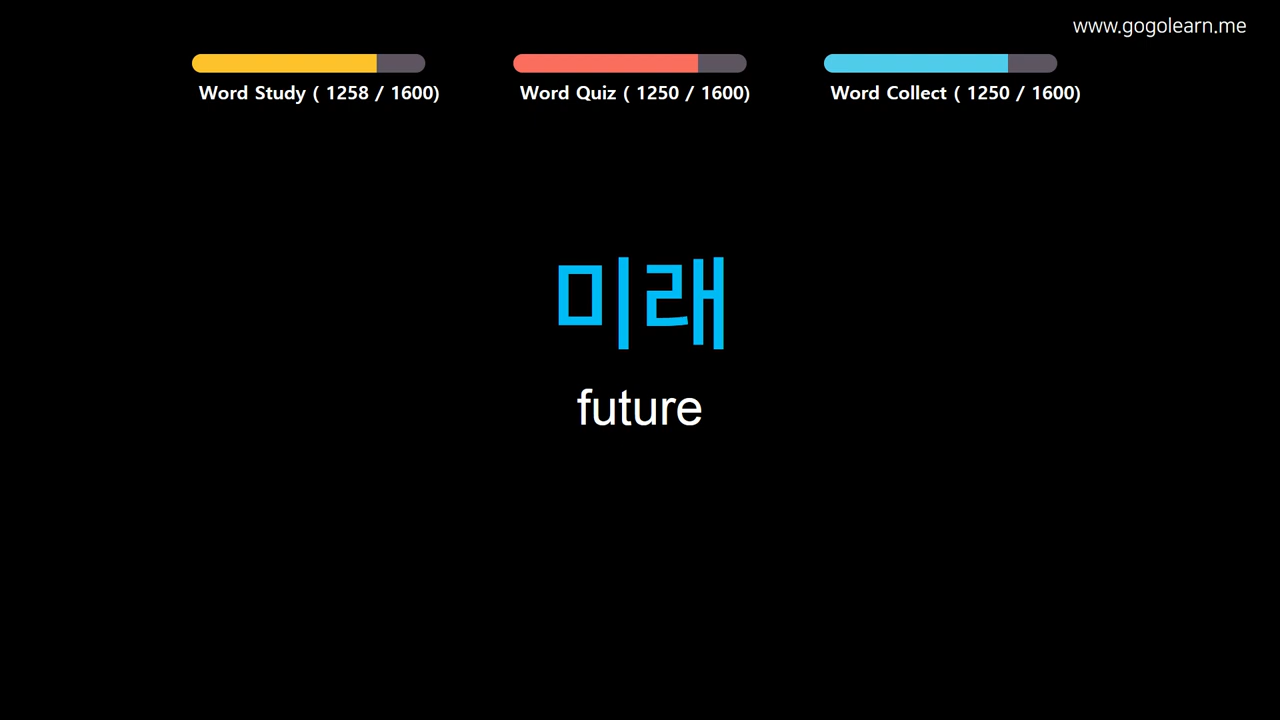 www.gogolearn.me
Word Study ( 1258 / 1600)
Word Quiz ( 1250 / 1600)
Word Collect ( 1250 / 1600)
미래
future